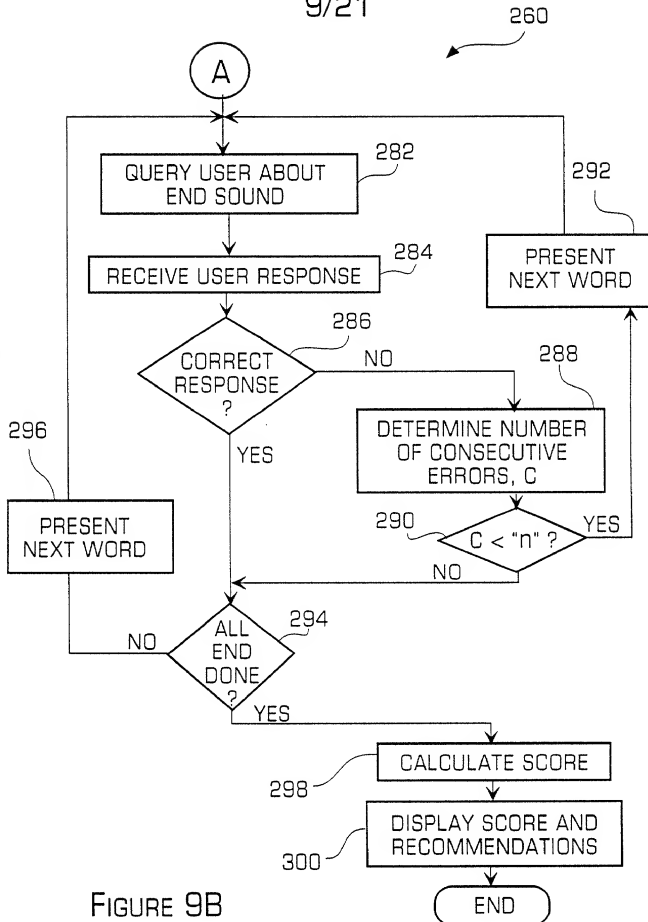 9/21
260
A
QUERY USER ABOUT
END SOUND
282
292
PRESENT
NEXT WORD
RECEIVE USER RESPONSE
284
286
CORRECT
RESPONSE
?
NO
288
DETERMINE NUMBER
OF CONSECUTIVE
ERRORS, C
YES
296
PRESENT
NEXT WORD
290
C < "n" ?
YES
NO
294
ALL
END
DONE
?
NO
YES
CALCULATE SCORE
298
DISPLAY SCORE AND
RECOMMENDATIONS
300
END
FIGURE 9B